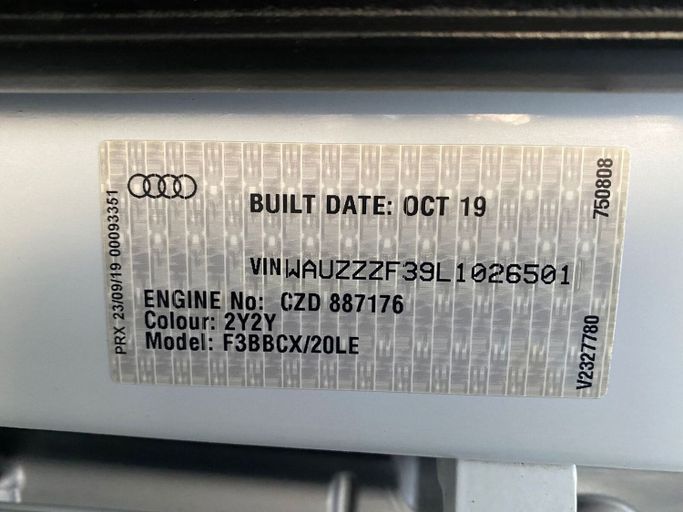 BUILT DATE: OCT 19
VIN WAUZZZF39L1026501
ENGINE No: CZD 887176
Colour: 2Y2Y
Model: F3BBCX/20LE
PRX 23/09/19 00093351
750808
V2327780